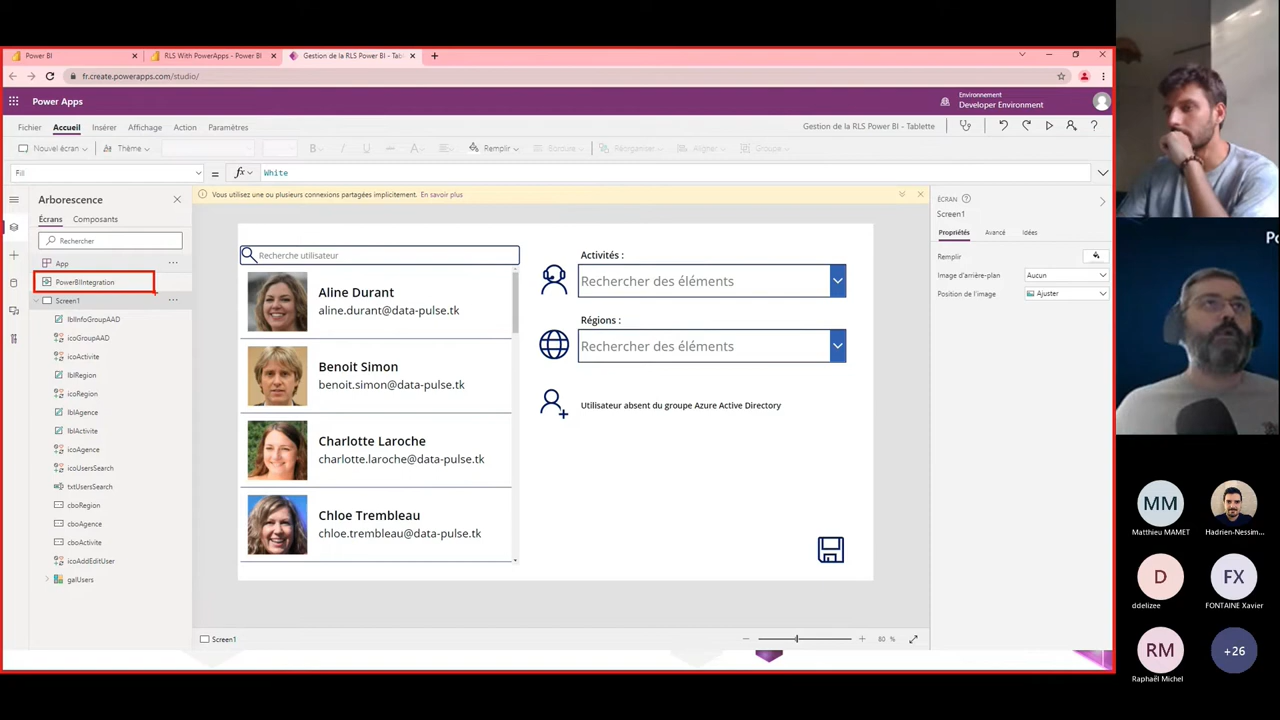 Power BI
RLS With PowerApps - Power BI
Gestion de la RLS Power BI - Tablette
fr.create.powerapps.com/studio/
Power Apps
Environnement
Developer Environment
Fichier Accueil Insérer Affichage Action Paramètres
Gestion de la RLS Power BI - Tablette
Nouvel écran Thème Remplir Bordure Réorganiser Aligner Groupe
Fill = fx White
Arborescence
Écrans Composants
Rechercher
App
PowerBIIntegration
Screen1
lblInfoGroupAAD
icoGroupAAD
icoActivite
lblRegion
icoRegion
lblAgence
lblActivite
icoAgence
icoUsersSearch
txtUsersSearch
cboRegion
cboAgence
cboActivite
icoAddEditUser
galUsers
Vous utilisez une ou plusieurs connexions partagées implicitement. En savoir plus
Recherche utilisateur
Aline Durant
aline.durant@data-pulse.tk
Benoit Simon
benoit.simon@data-pulse.tk
Charlotte Laroche
charlotte.laroche@data-pulse.tk
Chloe Trembleau
chloe.trembleau@data-pulse.tk
Activités :
Rechercher des éléments
Régions :
Rechercher des éléments
Utilisateur absent du groupe Azure Active Directory
Screen1
80 %
ÉCRAN
Screen1
Propriétés Avancé Idées
Remplir
Image d'arrière-plan Aucun
Position de l'image Ajuster
Po
MM
Matthieu MAMET
Hadrien-Nessim...
D
ddelizee
FX
FONTAINE Xavier
RM
Raphaël Michel
+26